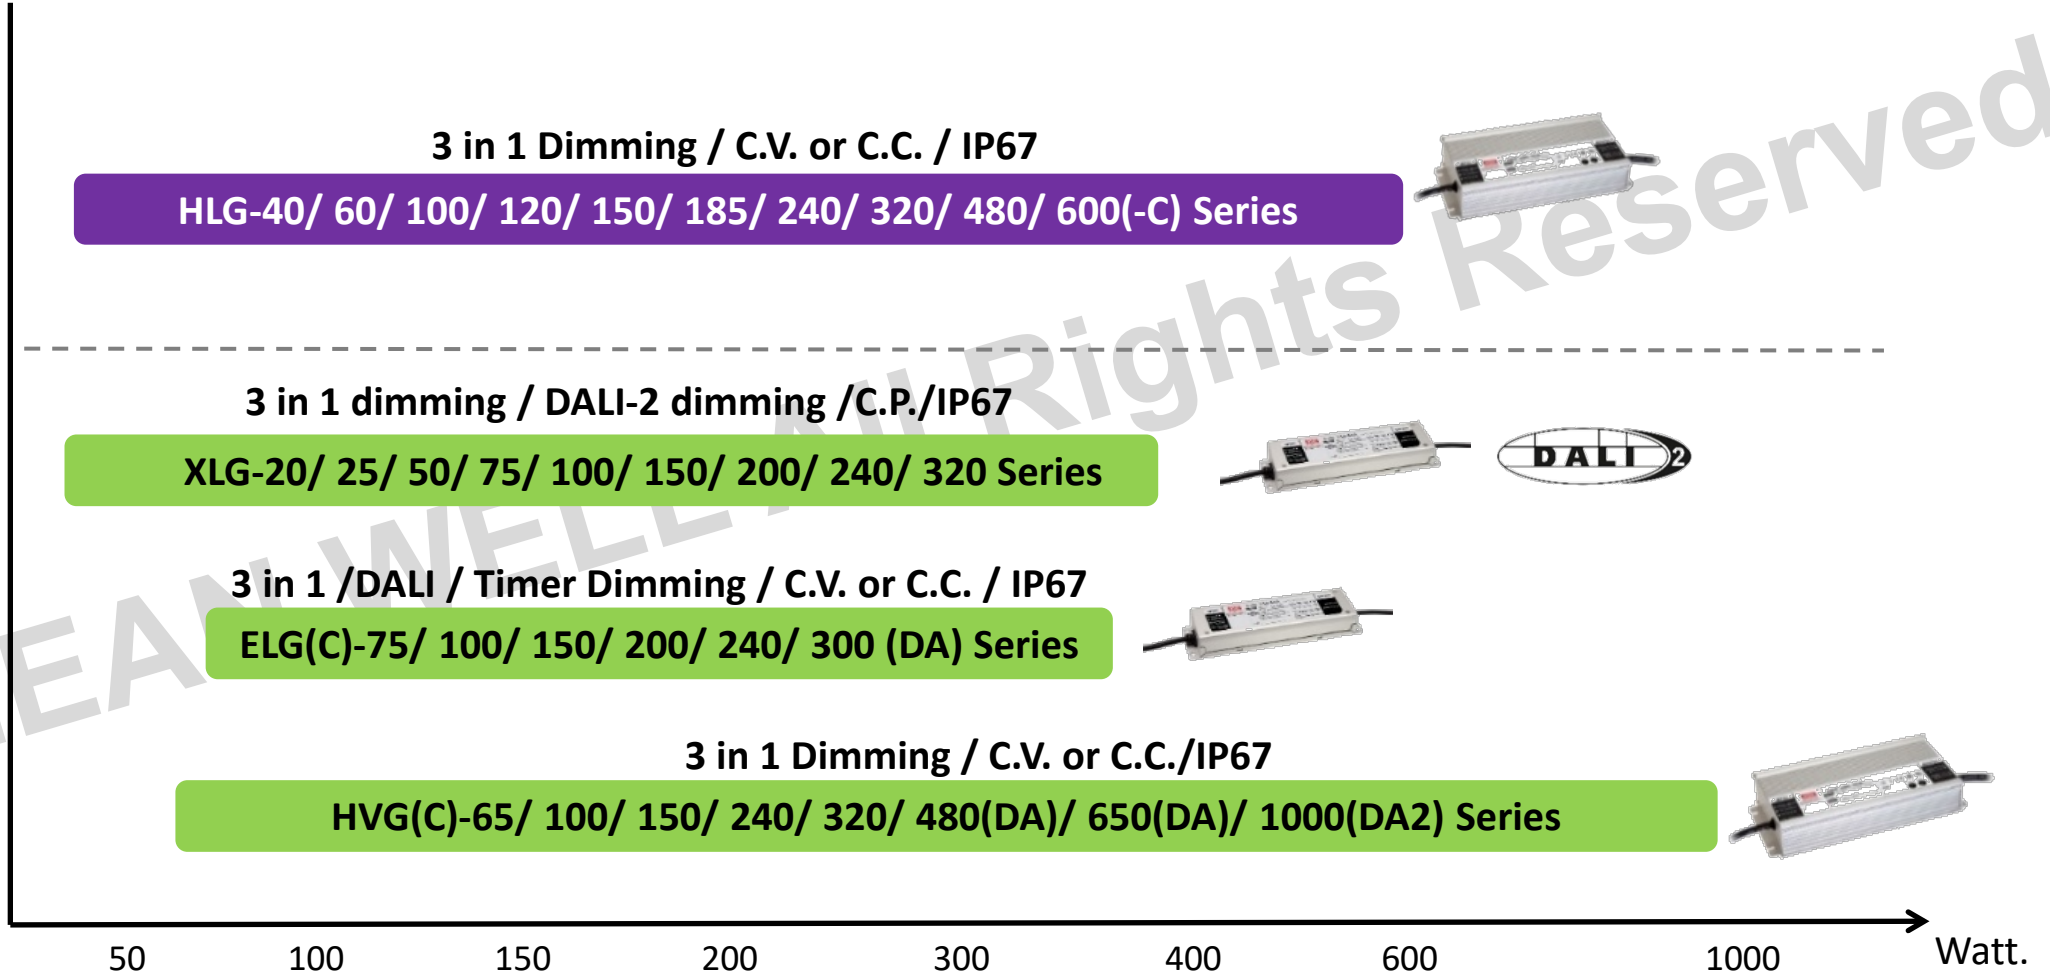 3 in 1 Dimming / C.V. or C.C. / IP67
HLG-40/ 60/ 100/ 120/ 150/ 185/ 240/ 320/ 480/ 600(-C) Series
3 in 1 dimming / DALI-2 dimming /C.P./IP67
XLG-20/ 25/ 50/ 75/ 100/ 150/ 200/ 240/ 320 Series
DALI 2
3 in 1 /DALI / Timer Dimming / C.V. or C.C. / IP67
ELG(C)-75/ 100/ 150/ 200/ 240/ 300 (DA) Series
3 in 1 Dimming / C.V. or C.C./IP67
HVG(C)-65/ 100/ 150/ 240/ 320/ 480(DA)/ 650(DA)/ 1000(DA2) Series
50 100 150 200 300 400 600 1000 Watt.
MEAN WELL All Rights Reserved